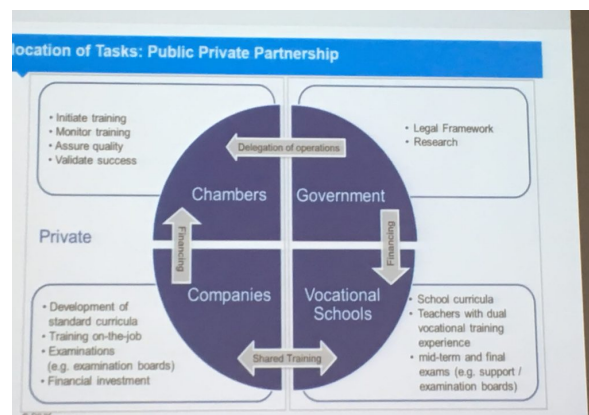 location of Tasks: Public Private Partnership
• Initiate training
• Monitor training
• Assure quality
• Validate success
• Legal Framework
• Research
Delegation of operations
Chambers
Government
Private
Financing
Financing
Companies
Vocational
Schools
Shared Training
• Development of
standard curricula
• Training on-the-job
• Examinations
(e.g. examination boards)
• Financial investment
• School curricula
• Teachers with dual
vocational training
experience
• mid-term and final
exams (e.g. support /
examination boards)